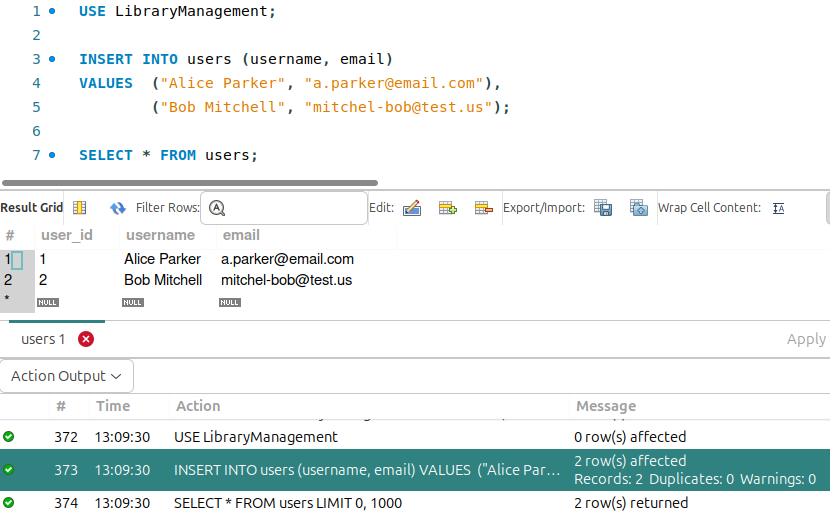 1 USE LibraryManagement;
2
3 INSERT INTO users (username, email)
4 VALUES ("Alice Parker", "a.parker@email.com"),
5 ("Bob Mitchell", "mitchel-bob@test.us");
6
7 SELECT * FROM users;
Result Grid Filter Rows: Edit: Export/Import: Wrap Cell Content:
# user_id username email
1 1 Alice Parker a.parker@email.com
2 2 Bob Mitchell mitchel-bob@test.us
* NULL NULL NULL
users 1 Apply
Action Output
# Time Action Message
372 13:09:30 USE LibraryManagement 0 row(s) affected
373 13:09:30 INSERT INTO users (username, email) VALUES ("Alice Par… 2 row(s) affected
Records: 2 Duplicates: 0 Warnings: 0
374 13:09:30 SELECT * FROM users LIMIT 0, 1000 2 row(s) returned